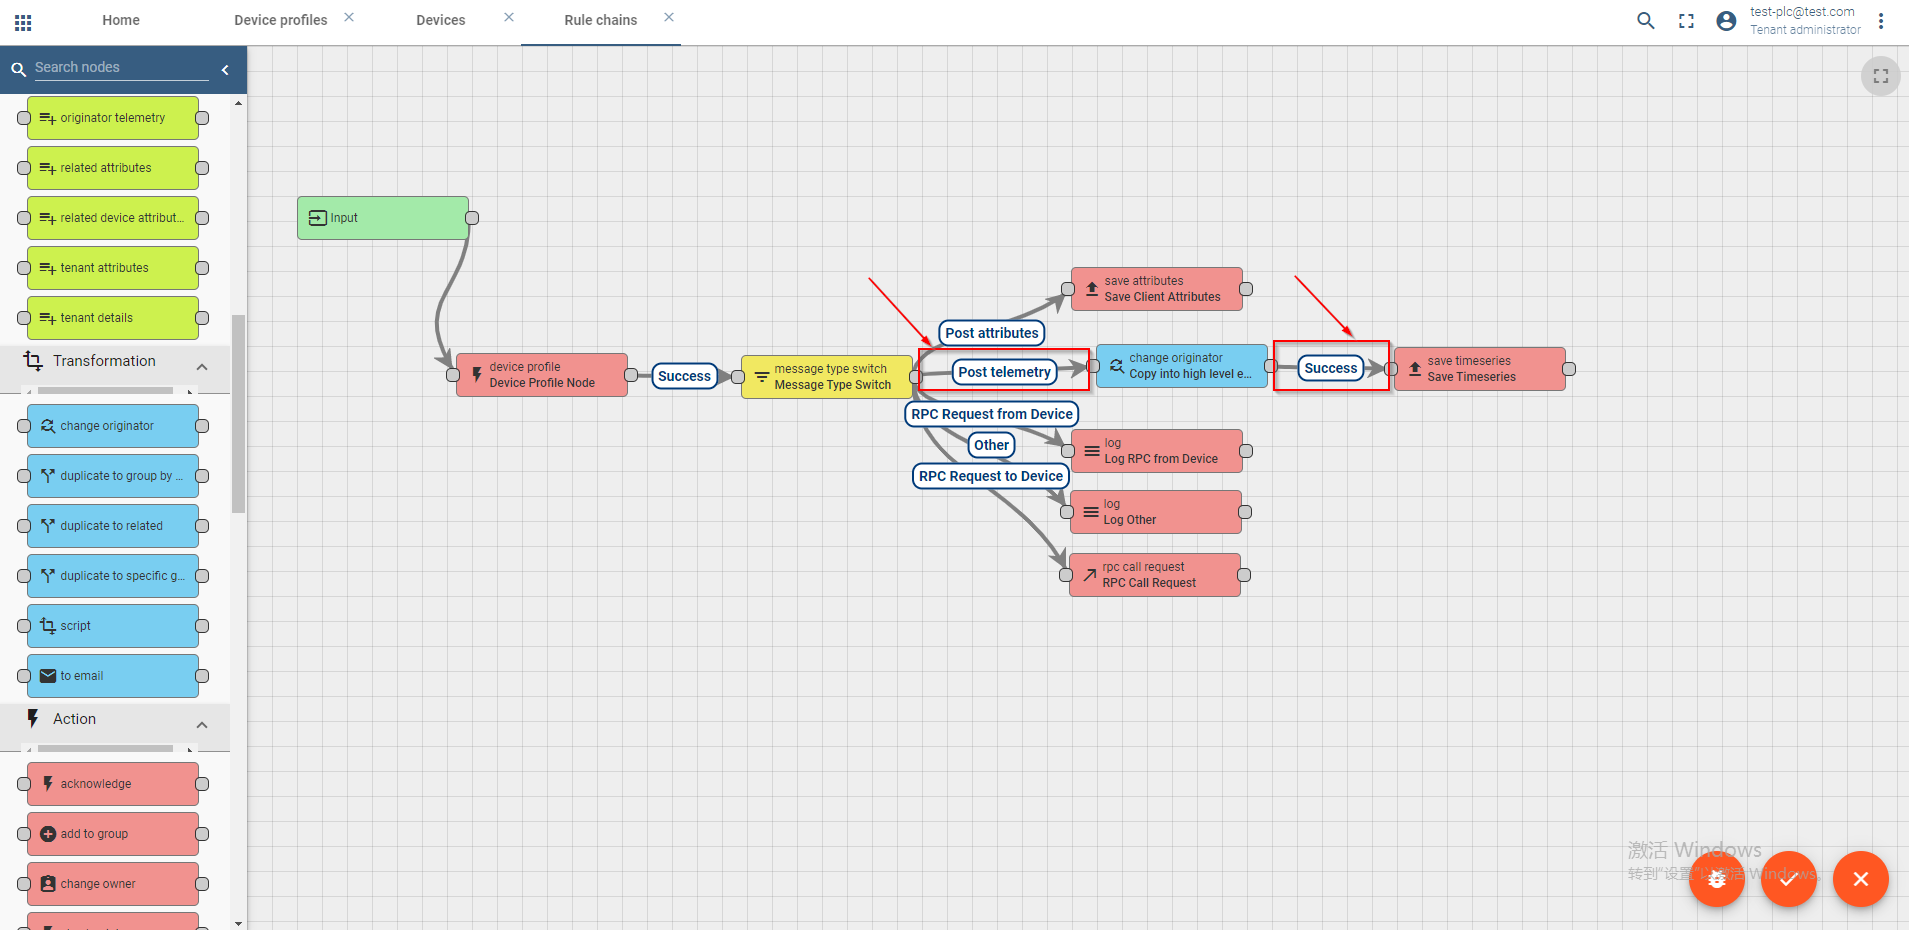 Home
Device profiles
Devices
Rule chains
test-plc@test.com
Tenant administrator
Search nodes
originator telemetry
related attributes
related device attribut...
tenant attributes
tenant details
Transformation
change originator
duplicate to group by ...
duplicate to related
duplicate to specific g...
script
to email
Action
acknowledge
add to group
change owner
Input
device profile
Device Profile Node
Success
message type switch
Message Type Switch
Post attributes
Post telemetry
RPC Request from Device
Other
RPC Request to Device
save attributes
Save Client Attributes
change originator
Copy into high level e...
Success
save timeseries
Save Timeseries
log
Log RPC from Device
log
Log Other
rpc call request
RPC Call Request
激活 Windows
转到"设置"以激活 Windows。